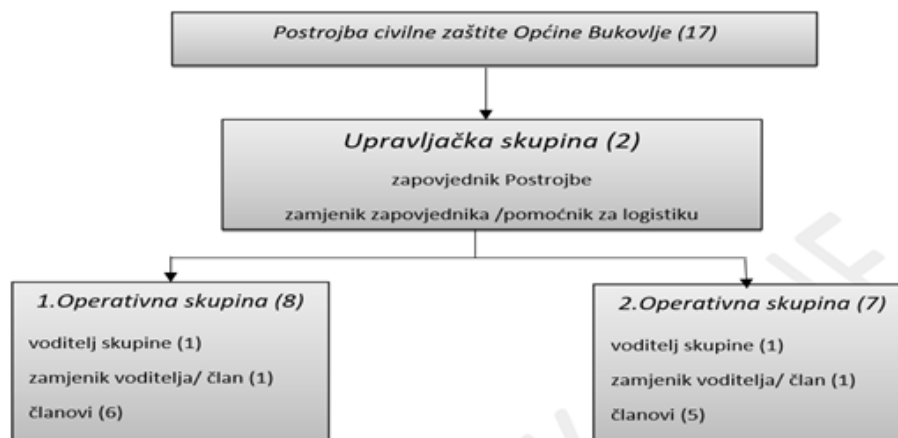 Postrojba civilne zaštite Općine Bukovlje (17)
Upravljačka skupina (2)
zapovjednik Postrojbe
zamjenik zapovjednika /pomoćnik za logistiku
1.Operativna skupina (8)
voditelj skupine (1)
zamjenik voditelja/ član (1)
članovi (6)
2.Operativna skupina (7)
voditelj skupine (1)
zamjenik voditelja/ član (1)
članovi (5)